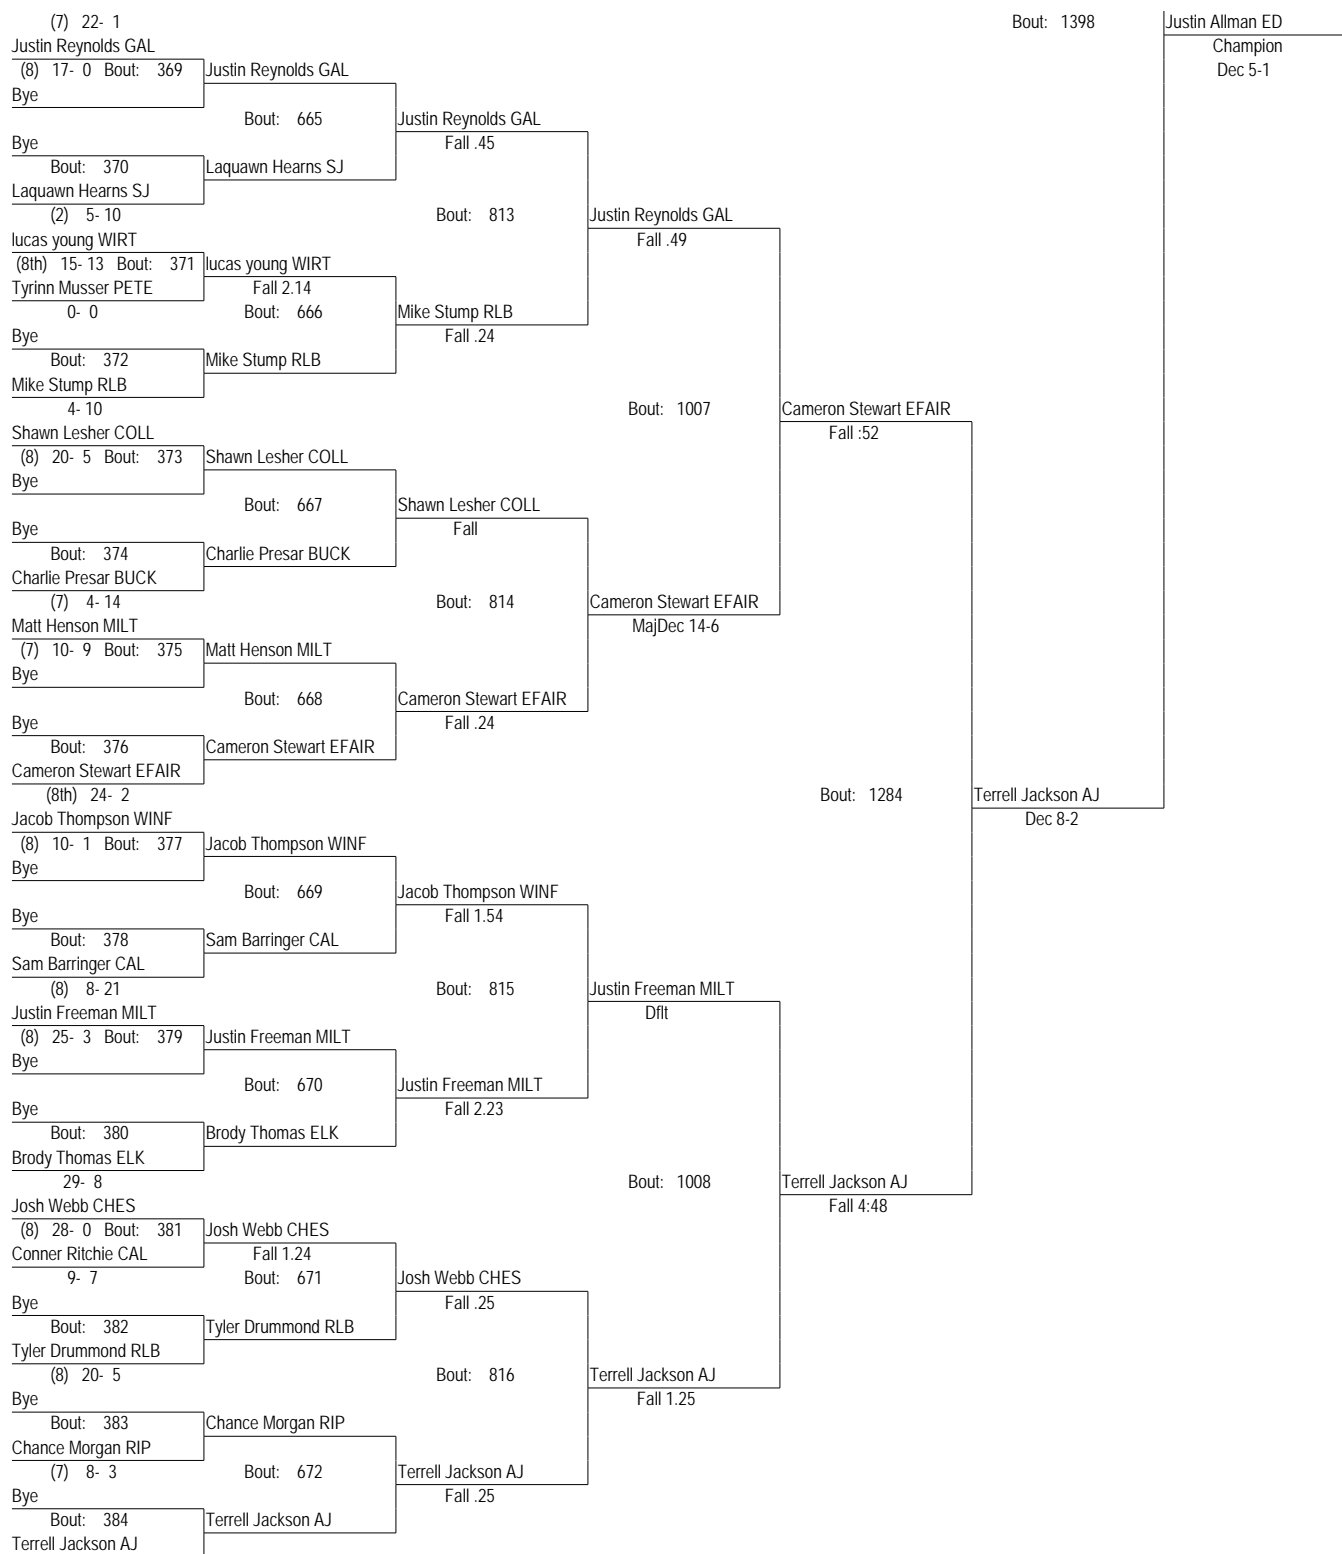 (7) 22- 1
Bout: 1398
Justin Allman ED
Justin Reynolds GAL
Champion
(8) 17- 0 Bout: 369
Justin Reynolds GAL
Dec 5-1
Bye
Bout: 665
Justin Reynolds GAL
Bye
Fall .45
Bout: 370
Laquawn Hearns SJ
Laquawn Hearns SJ
(2) 5- 10
Bout: 813
Justin Reynolds GAL
lucas young WIRT
Fall .49
(8th) 15- 13 Bout: 371
lucas young WIRT
Tyrinn Musser PETE
Fall 2.14
0- 0
Bout: 666
Mike Stump RLB
Bye
Fall .24
Bout: 372
Mike Stump RLB
Mike Stump RLB
4- 10
Bout: 1007
Cameron Stewart EFAIR
Shawn Lesher COLL
Fall :52
(8) 20- 5 Bout: 373
Shawn Lesher COLL
Bye
Bout: 667
Shawn Lesher COLL
Bye
Fall
Bout: 374
Charlie Presar BUCK
Charlie Presar BUCK
(7) 4- 14
Bout: 814
Cameron Stewart EFAIR
Matt Henson MILT
MajDec 14-6
(7) 10- 9 Bout: 375
Matt Henson MILT
Bye
Bout: 668
Cameron Stewart EFAIR
Bye
Fall .24
Bout: 376
Cameron Stewart EFAIR
Cameron Stewart EFAIR
(8th) 24- 2
Bout: 1284
Terrell Jackson AJ
Jacob Thompson WINF
Dec 8-2
(8) 10- 1 Bout: 377
Jacob Thompson WINF
Bye
Bout: 669
Jacob Thompson WINF
Bye
Fall 1.54
Bout: 378
Sam Barringer CAL
Sam Barringer CAL
(8) 8- 21
Bout: 815
Justin Freeman MILT
Justin Freeman MILT
Dflt
(8) 25- 3 Bout: 379
Justin Freeman MILT
Bye
Bout: 670
Justin Freeman MILT
Bye
Fall 2.23
Bout: 380
Brody Thomas ELK
Brody Thomas ELK
29- 8
Bout: 1008
Terrell Jackson AJ
Josh Webb CHES
Fall 4:48
(8) 28- 0 Bout: 381
Josh Webb CHES
Conner Ritchie CAL
Fall 1.24
9- 7
Bout: 671
Josh Webb CHES
Bye
Fall .25
Bout: 382
Tyler Drummond RLB
Tyler Drummond RLB
(8) 20- 5
Bout: 816
Terrell Jackson AJ
Bye
Fall 1.25
Bout: 383
Chance Morgan RIP
Chance Morgan RIP
(7) 8- 3
Bout: 672
Terrell Jackson AJ
Bye
Fall .25
Bout: 384
Terrell Jackson AJ
Terrell Jackson AJ